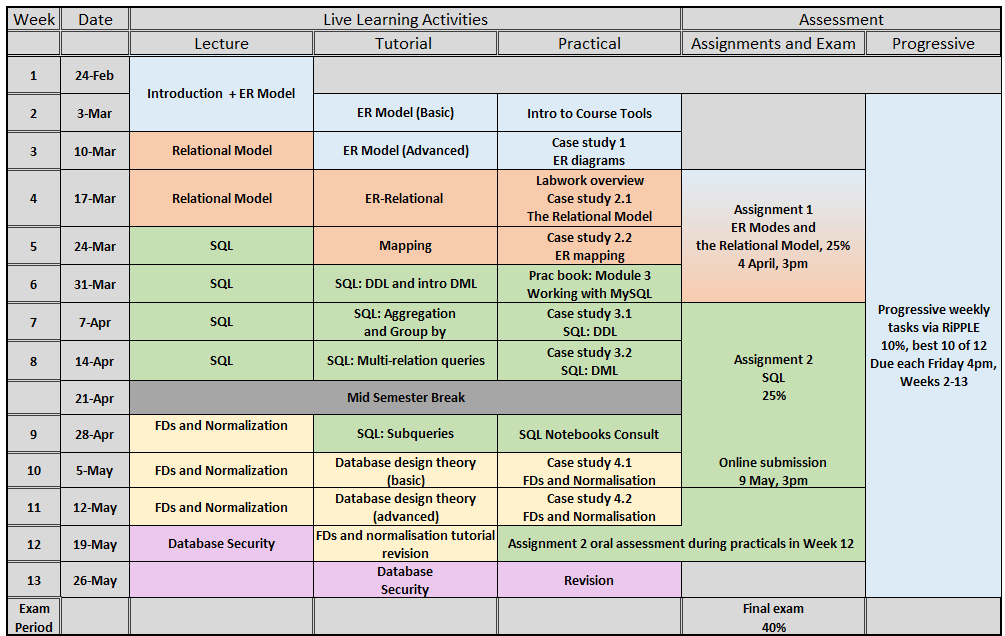 Week Date Live Learning Activities Assessment
Lecture Tutorial Practical Assignments and Exam Progressive
1 24-Feb
Introduction + ER Model
2 3-Mar ER Model (Basic) Intro to Course Tools
3 10-Mar Relational Model ER Model (Advanced) Case study 1
ER diagrams
4 17-Mar Relational Model ER-Relational Labwork overview
Case study 2.1
The Relational Model
Assignment 1
ER Modes and
the Relational Model, 25%
4 April, 3pm
5 24-Mar SQL Mapping Case study 2.2
ER mapping
6 31-Mar SQL SQL: DDL and intro DML Prac book: Module 3
Working with MySQL
7 7-Apr SQL SQL: Aggregation
and Group by
Case study 3.1
SQL: DDL
Progressive weekly
tasks via RiPPLE
10%, best 10 of 12
Due each Friday 4pm,
Weeks 2-13
8 14-Apr SQL SQL: Multi-relation queries Case study 3.2
SQL: DML
Assignment 2
SQL
25%
21-Apr Mid Semester Break
9 28-Apr FDs and Normalization SQL: Subqueries SQL Notebooks Consult
10 5-May FDs and Normalization Database design theory
(basic)
Case study 4.1
FDs and Normalisation
Online submission
9 May, 3pm
11 12-May FDs and Normalization Database design theory
(advanced)
Case study 4.2
FDs and Normalisation
12 19-May Database Security FDs and normalisation tutorial
revision
Assignment 2 oral assessment during practicals in Week 12
13 26-May Database
Security
Revision
Exam
Period
Final exam
40%